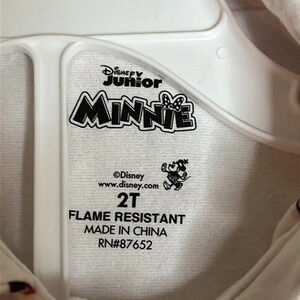 Disney
Junior
MINNIE
©Disney
www.disney.com
2T
FLAME RESISTANT
MADE IN CHINA
RN#87652